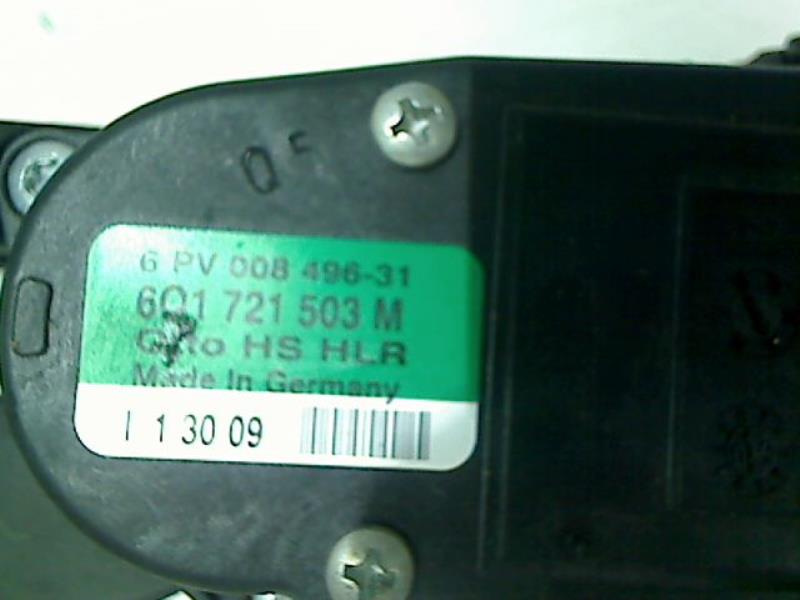 05
6 PV 008 496-31
6Q1 721 503 M
HS HLR
Made In Germany
I 1 30 09